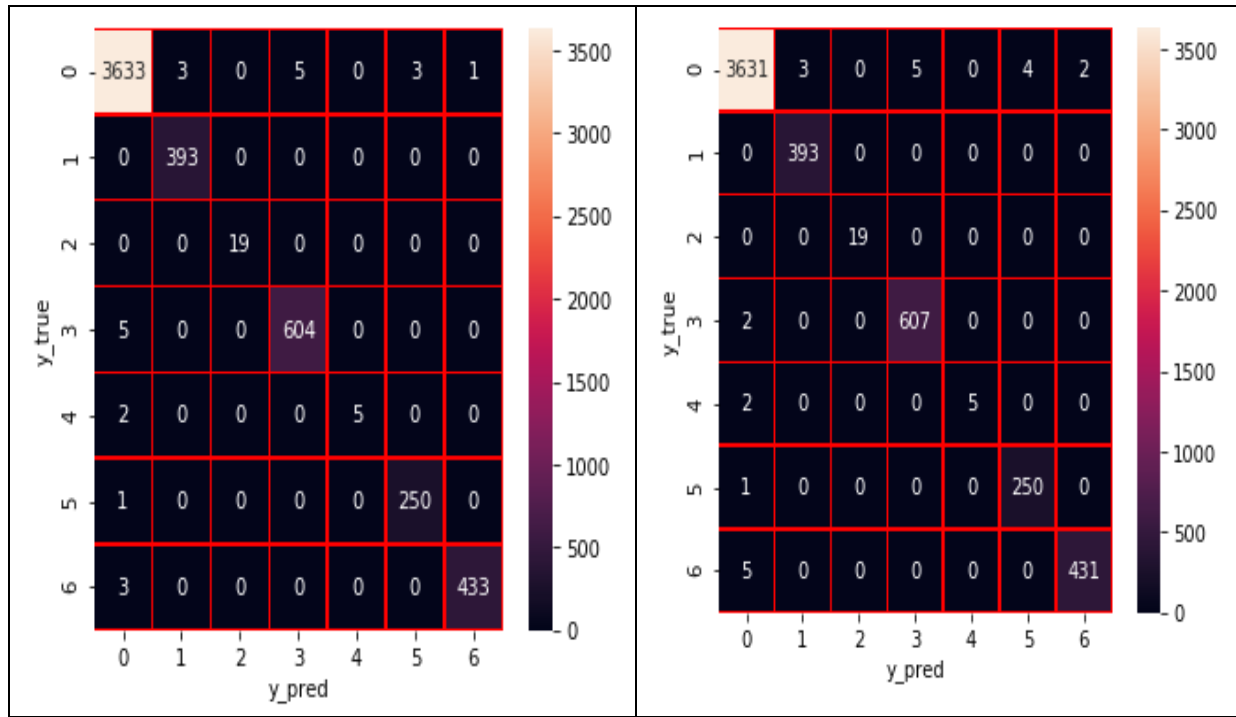 0 3633 3 0 5 0 3 1
1 0 393 0 0 0 0 0
2 0 0 19 0 0 0 0
3 5 0 0 604 0 0 0
4 2 0 0 0 5 0 0
5 1 0 0 0 0 250 0
6 3 0 0 0 0 0 433
0 1 2 3 4 5 6
y_pred
y_true
3500
3000
2500
2000
1500
1000
500
0
0 3631 3 0 5 0 4 2
1 0 393 0 0 0 0 0
2 0 0 19 0 0 0 0
3 2 0 0 607 0 0 0
4 2 0 0 0 5 0 0
5 1 0 0 0 0 250 0
6 5 0 0 0 0 0 431
0 1 2 3 4 5 6
y_pred
y_true
3500
3000
2500
2000
1500
1000
500
0